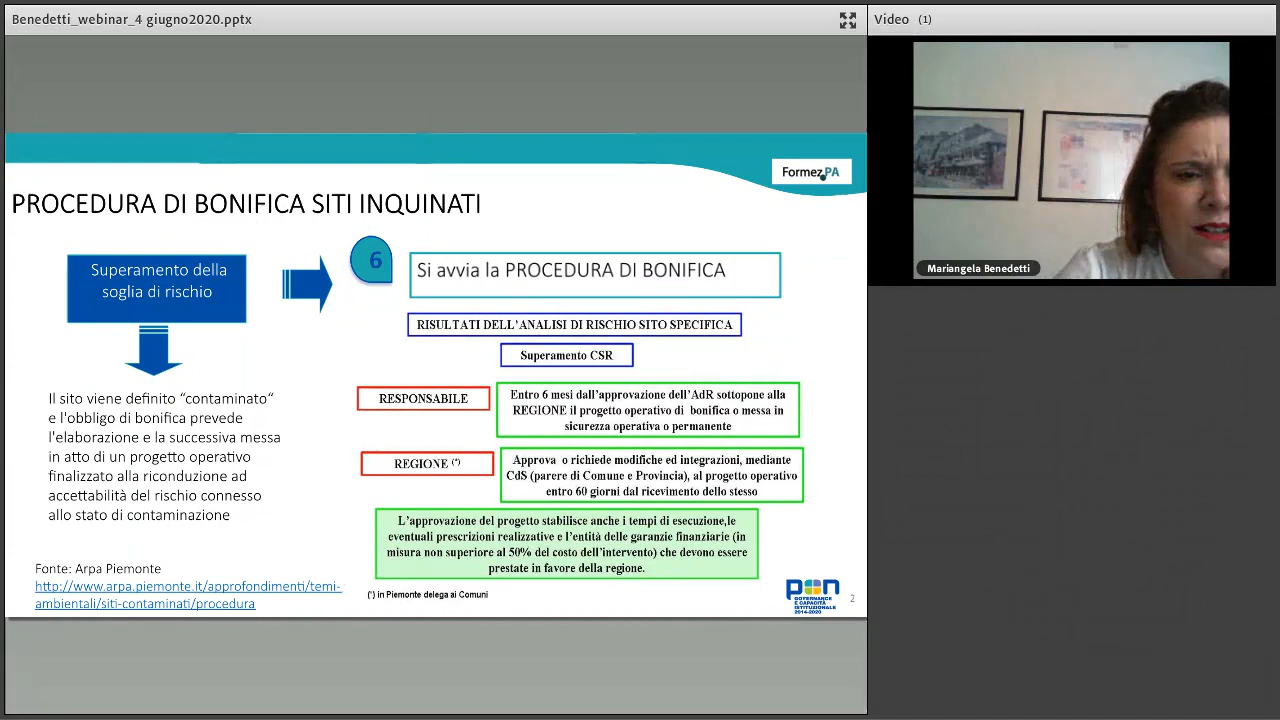 Benedetti_webinar_4 giugno2020.pptx
Video (1)
Mariangela Benedetti
Formez PA
PROCEDURA DI BONIFICA SITI INQUINATI
Superamento della
soglia di rischio
6
Si avvia la PROCEDURA DI BONIFICA
RISULTATI DELL'ANALISI DI RISCHIO SITO SPECIFICA
Superamento CSR
Il sito viene definito "contaminato"
e l'obbligo di bonifica prevede
l'elaborazione e la successiva messa
in atto di un progetto operativo
finalizzato alla riconduzione ad
accettabilità del rischio connesso
allo stato di contaminazione
RESPONSABILE
Entro 6 mesi dall'approvazione dell'AdR sottopone alla
REGIONE il progetto operativo di bonifica o messa in
sicurezza operativa o permanente
REGIONE (*)
Approva o richiede modifiche ed integrazioni, mediante
CdS (parere di Comune e Provincia), al progetto operativo
entro 60 giorni dal ricevimento dello stesso
L'approvazione del progetto stabilisce anche i tempi di esecuzione,le
eventuali prescrizioni realizzative e l'entità delle garanzie finanziarie (in
misura non superiore al 50% del costo dell'intervento) che devono essere
prestate in favore della regione.
Fonte: Arpa Piemonte
http://www.arpa.piemonte.it/approfondimenti/temi-
ambientali/siti-contaminati/procedura
(*) in Piemonte delega ai Comuni
pon
GOVERNANCE
E CAPACITÀ
ISTITUZIONALE
2014-2020
2